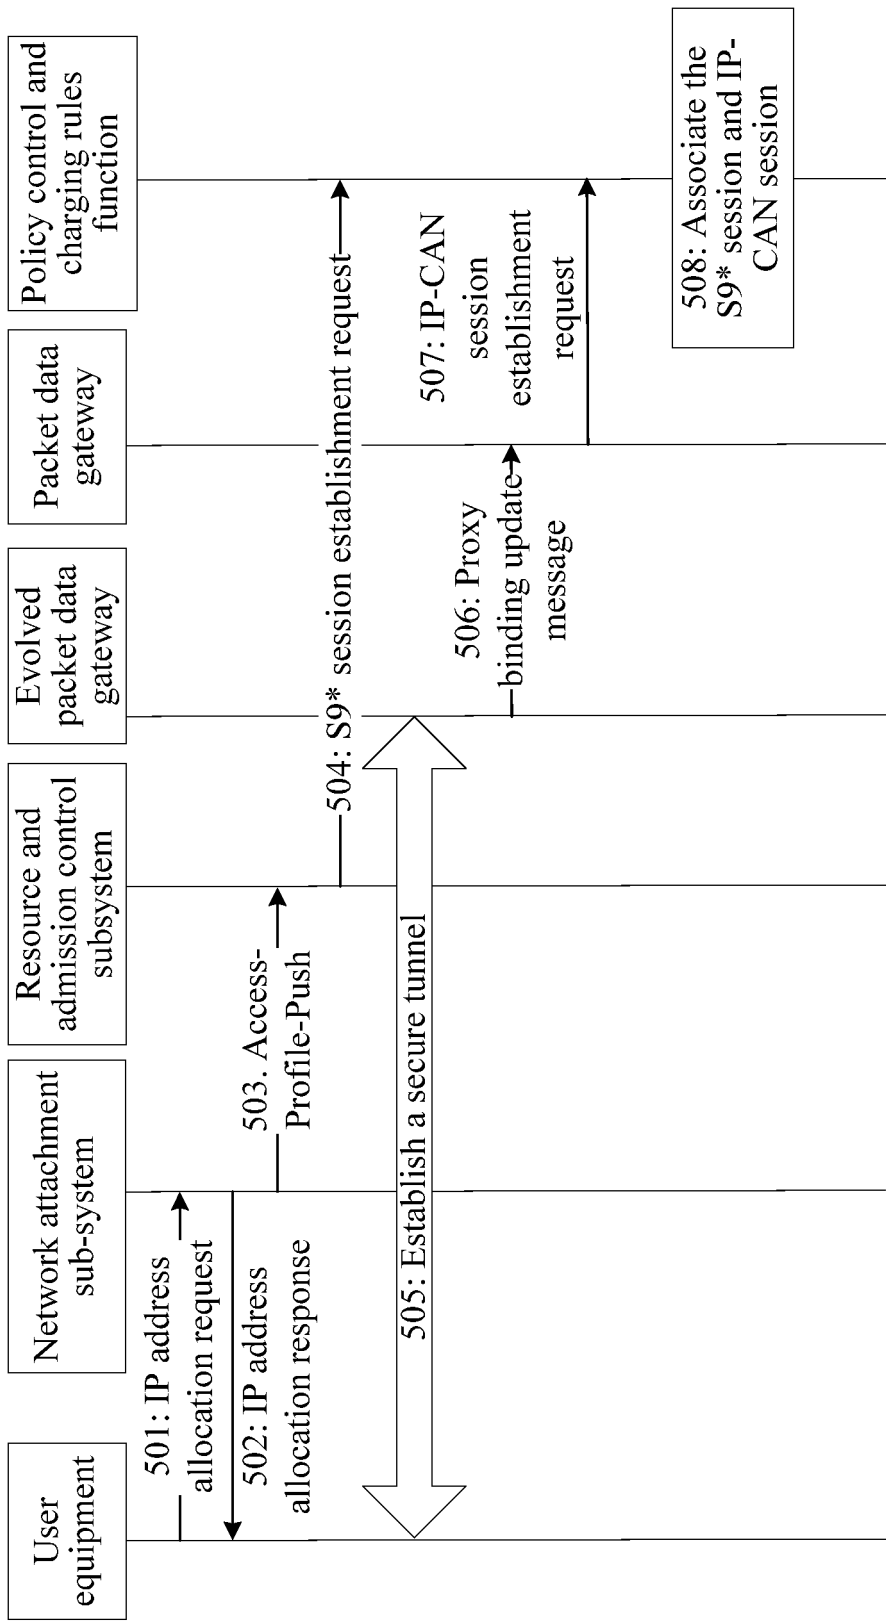 User
equipment
Network attachment
sub-system
Resource and
admission control
subsystem
Evolved
packet data
gateway
Packet data
gateway
Policy control and
charging rules
function
501: IP address
allocation request
502: IP address
allocation response
503. Access-
Profile-Push
504: S9* session establishment request
505: Establish a secure tunnel
506: Proxy
binding update
message
507: IP-CAN
session
establishment
request
508: Associate the
S9* session and IP-
CAN session